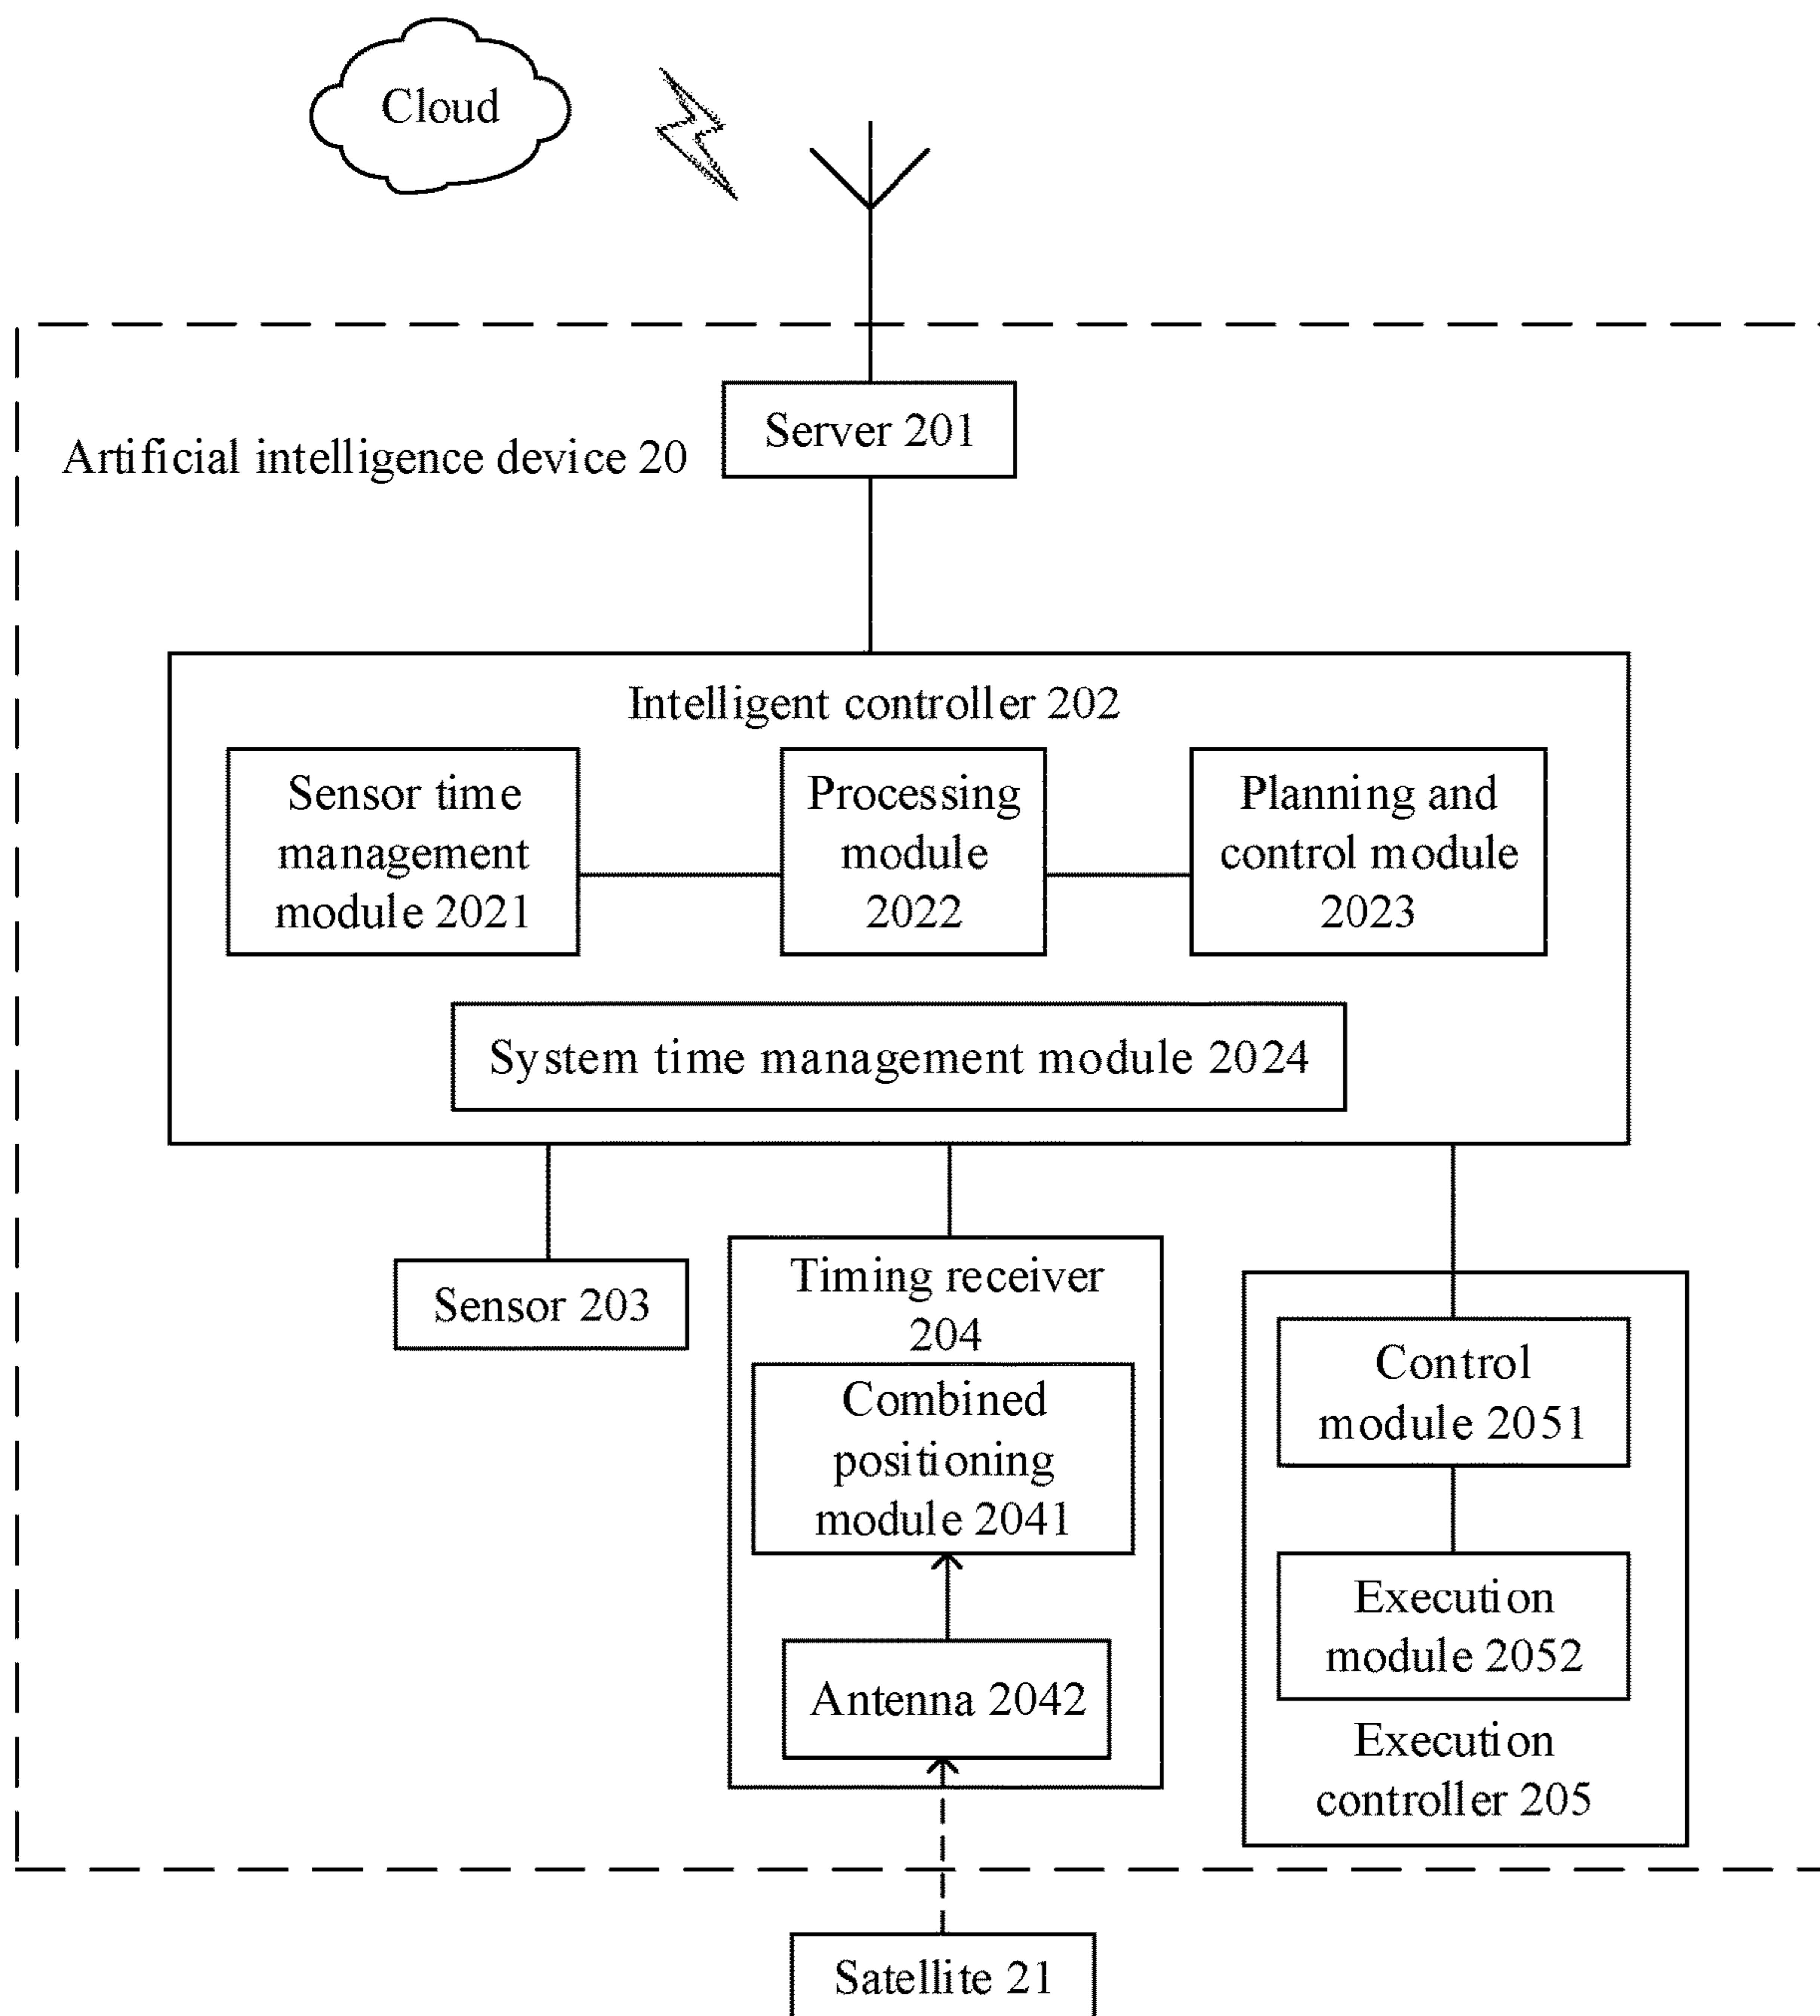 Cloud
Server 201
Artificial intelligence device 20
Intelligent controller 202
Sensor time
management
module 2021
Processing
module
2022
Planning and
control module
2023
System time management module 2024
Sensor 203
Timing receiver
204
Combined
positioning
module 2041
Antenna 2042
Control
module 2051
Execution
module 2052
Execution
controller 205
Satellite 21